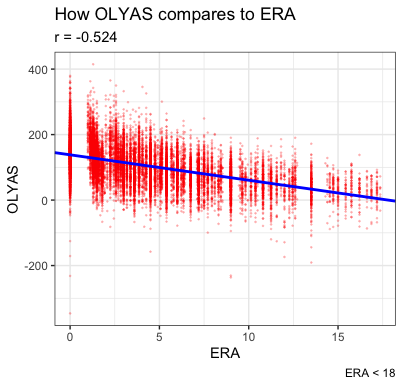 How OLYAS compares to ERA
r = -0.524
400
200
0
-200
OLYAS
0
5
10
15
ERA
ERA < 18